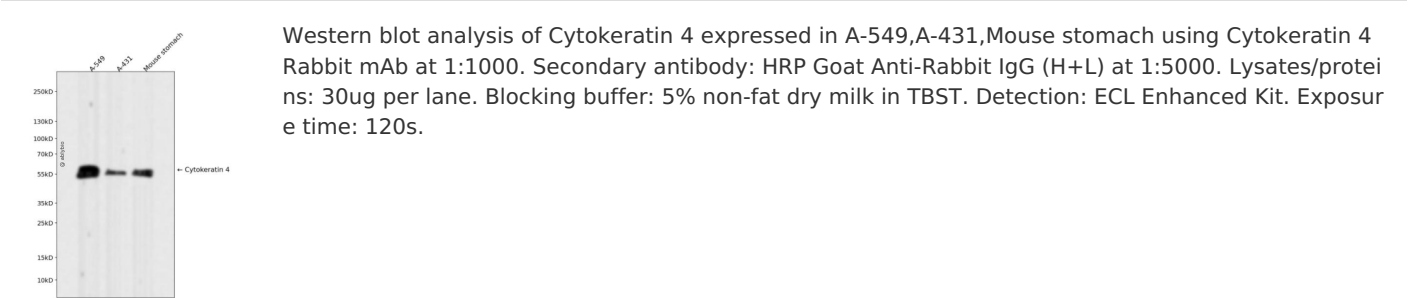 Western blot analysis of Cytokeratin 4 expressed in A-549,A-431,Mouse stomach using Cytokeratin 4
Rabbit mAb at 1:1000. Secondary antibody: HRP Goat Anti-Rabbit IgG (H+L) at 1:5000. Lysates/protei
ns: 30ug per lane. Blocking buffer: 5% non-fat dry milk in TBST. Detection: ECL Enhanced Kit. Exposur
e time: 120s.
A-549
A-431
Mouse stomach
250kD
130kD
100kD
70kD
55kD
35kD
25kD
15kD
10kD
← Cytokeratin 4